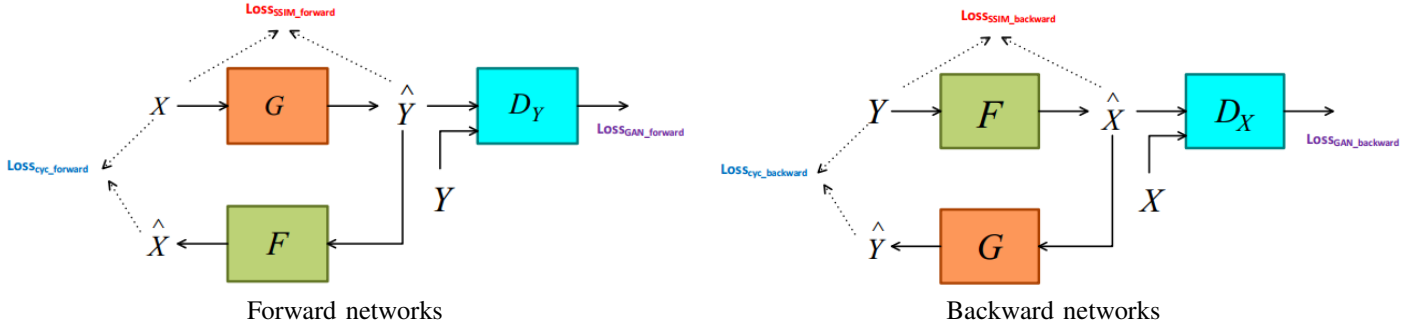 Loss_SSIM_forward
X
G
Ŷ
D_Y
Loss_GAN_forward
Loss_cyc_forward
Y
X̂
F
Forward networks
Loss_SSIM_backward
Y
F
X̂
D_X
Loss_GAN_backward
Loss_cyc_backward
X
Ŷ
G
Backward networks